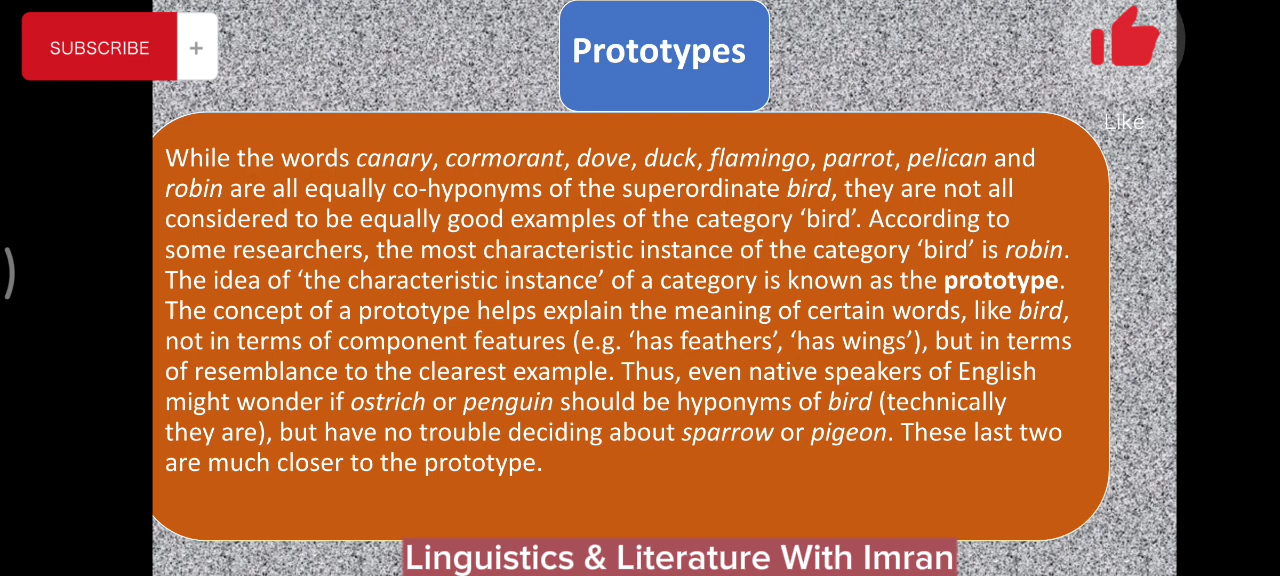 SUBSCRIBE +
Prototypes
Like
While the words canary, cormorant, dove, duck, flamingo, parrot, pelican and
robin are all equally co-hyponyms of the superordinate bird, they are not all
considered to be equally good examples of the category ‘bird’. According to
some researchers, the most characteristic instance of the category ‘bird’ is robin.
The idea of ‘the characteristic instance’ of a category is known as the prototype.
The concept of a prototype helps explain the meaning of certain words, like bird,
not in terms of component features (e.g. ‘has feathers’, ‘has wings’), but in terms
of resemblance to the clearest example. Thus, even native speakers of English
might wonder if ostrich or penguin should be hyponyms of bird (technically
they are), but have no trouble deciding about sparrow or pigeon. These last two
are much closer to the prototype.
Linguistics & Literature With Imran